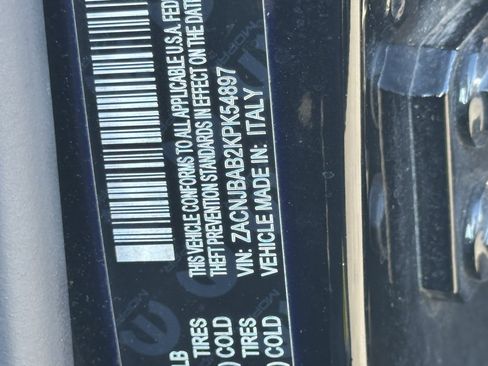 THIS VEHICLE CONFORMS TO ALL APPLICABLE U.S.A. FED
THEFT PREVENTION STANDARDS IN EFFECT ON THE DAT
VIN: ZACNJBAB2KPK54897
VEHICLE MADE IN: ITALY
LB
TIRES
) COLD
TIRES
) COLD
MOPAR